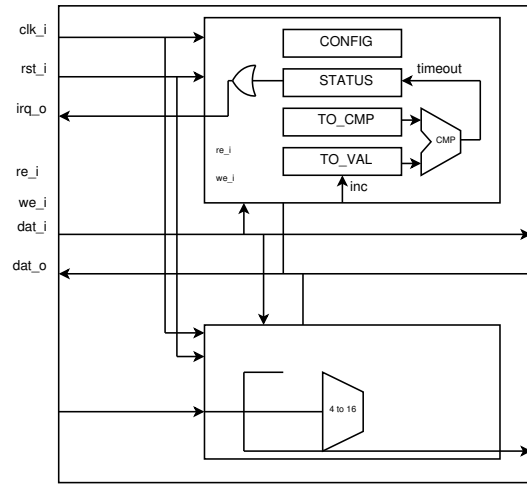 clk_i
CONFIG
rst_i
STATUS
timeout
irq_o
TO_CMP
CMP
re_i
TO_VAL
re_i
we_i
inc
we_i
dat_i
dat_o
4 to 16